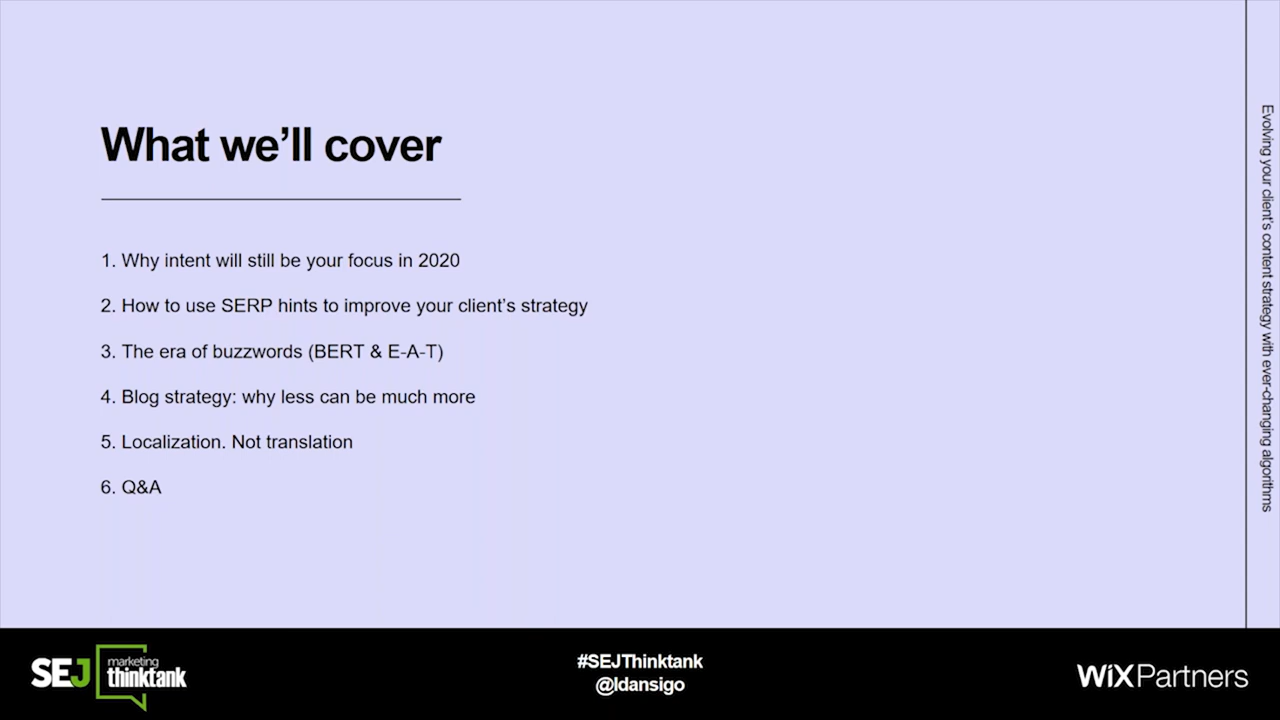 What we'll cover
1. Why intent will still be your focus in 2020
2. How to use SERP hints to improve your client's strategy
3. The era of buzzwords (BERT & E-A-T)
4. Blog strategy: why less can be much more
5. Localization. Not translation
6. Q&A
Evolving your client's content strategy with ever-changing algorithms
SEJ
marketing
thinktank
#SEJThinktank
@Idansigo
WiXPartners